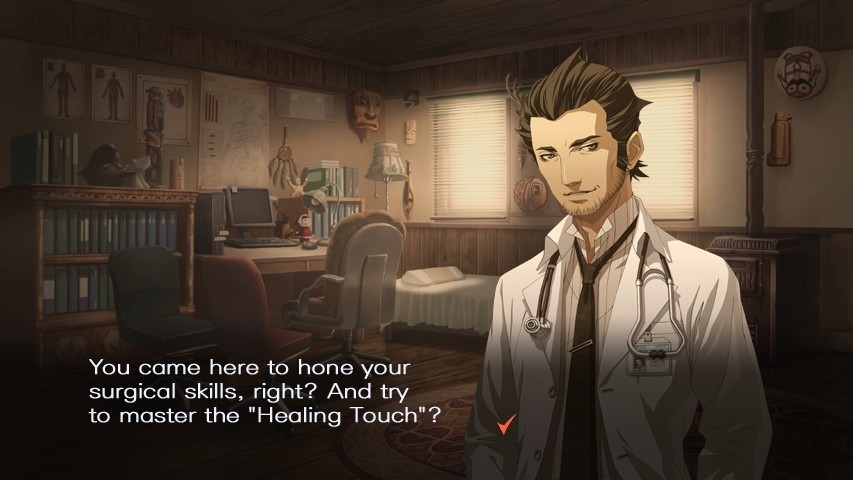 You came here to hone your
surgical skills, right? And try
to master the "Healing Touch"?